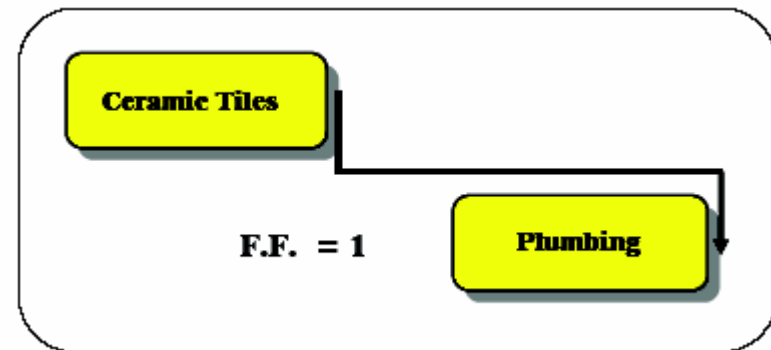 Ceramic Tiles
F.F. = 1
Plumbing